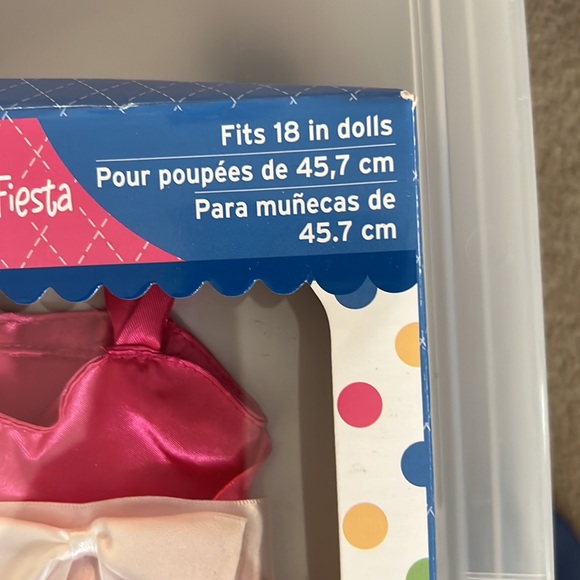 Fits 18 in dolls
Pour poupées de 45,7 cm
Fiesta
Para muñecas de
45.7 cm